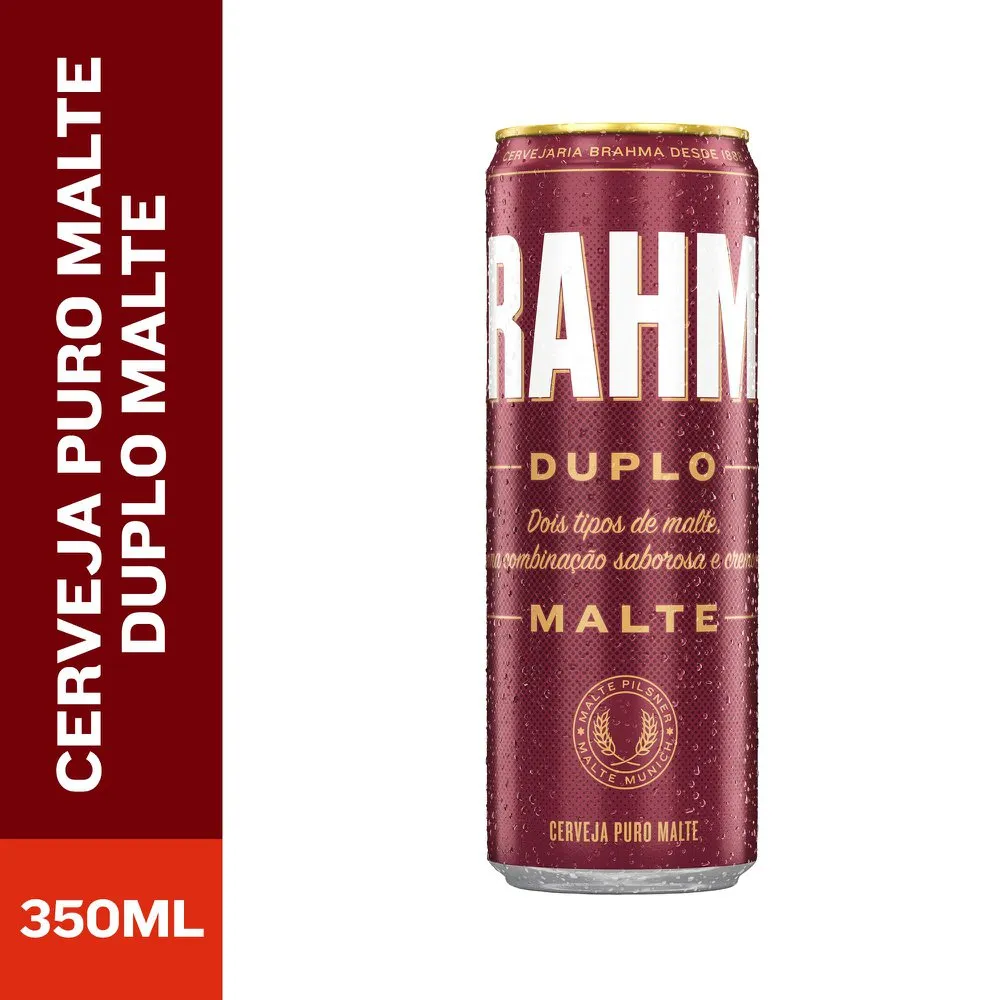 CERVEJA PURO MALTE
DUPLO MALTE
350ML
CERVEJARIA BRAHMA DESDE 188
RAHM
DUPLO
Dois tipos de malte,
combinação saborosa e
MALTE
MALTE PILSNER
MALTE MUNICH
CERVEJA PURO MALTE